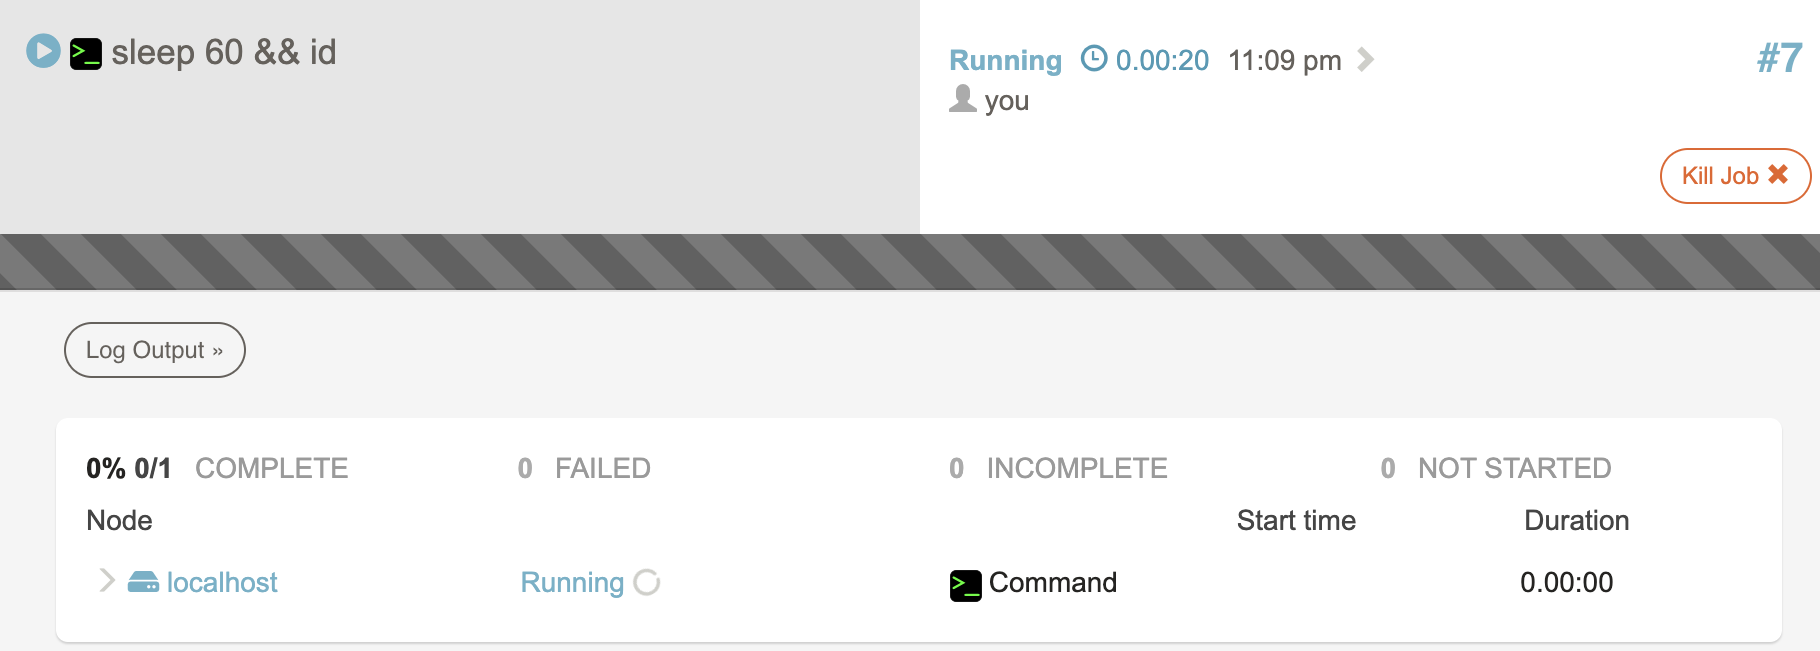 sleep 60 && id
Running 0.00:20 11:09 pm
#7
you
Kill Job
Log Output »
0% 0/1 COMPLETE 0 FAILED 0 INCOMPLETE 0 NOT STARTED
Node Start time Duration
localhost Running >_ Command 0.00:00